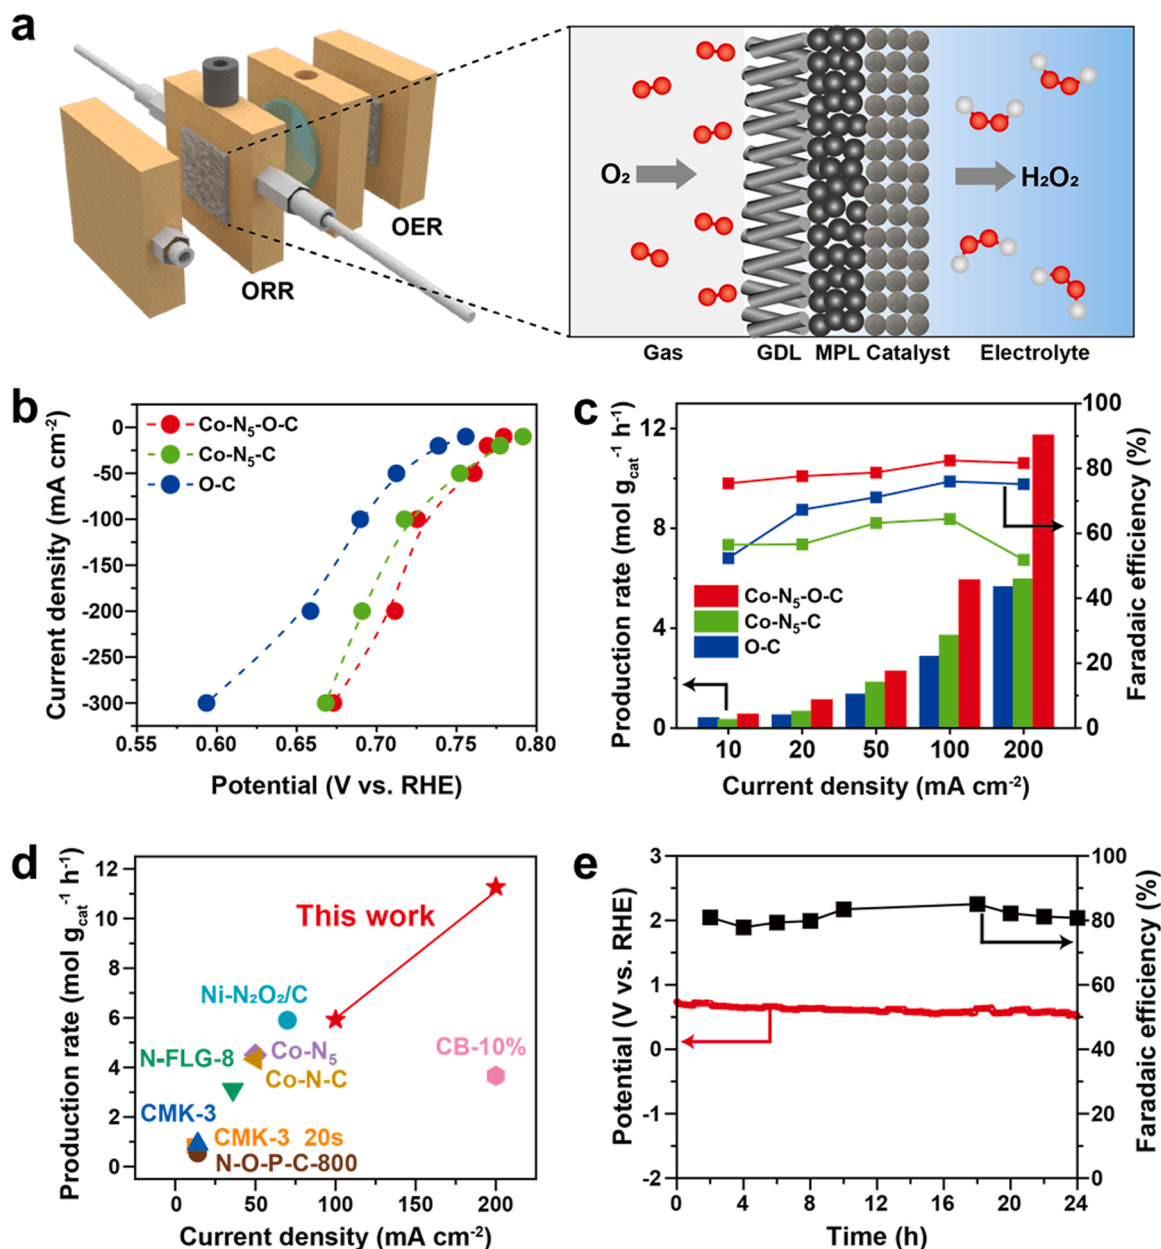 a
OER
ORR
O₂
H₂O₂
Gas
GDL
MPL
Catalyst
Electrolyte
b
Current density (mA cm⁻²)
0
-50
-100
-150
-200
-250
-300
Co-N₅-O-C
Co-N₅-C
O-C
0.55
0.60
0.65
0.70
0.75
0.80
Potential (V vs. RHE)
c
Production rate (mol g_cat⁻¹ h⁻¹)
12
8
4
0
Co-N₅-O-C
Co-N₅-C
O-C
100
80
60
40
20
0
Faradaic efficiency (%)
10
20
50
100
200
Current density (mA cm⁻²)
d
Production rate (mol g_cat⁻¹ h⁻¹)
12
10
8
6
4
2
0
This work
Ni-N₂O₂/C
Co-N₅
CB-10%
N-FLG-8
Co-N-C
CMK-3
CMK-3 20s
N-O-P-C-800
0
50
100
150
200
Current density (mA cm⁻²)
e
Potential (V vs. RHE)
3
2
1
0
-1
-2
100
80
60
40
20
0
Faradaic efficiency (%)
0
4
8
12
16
20
24
Time (h)